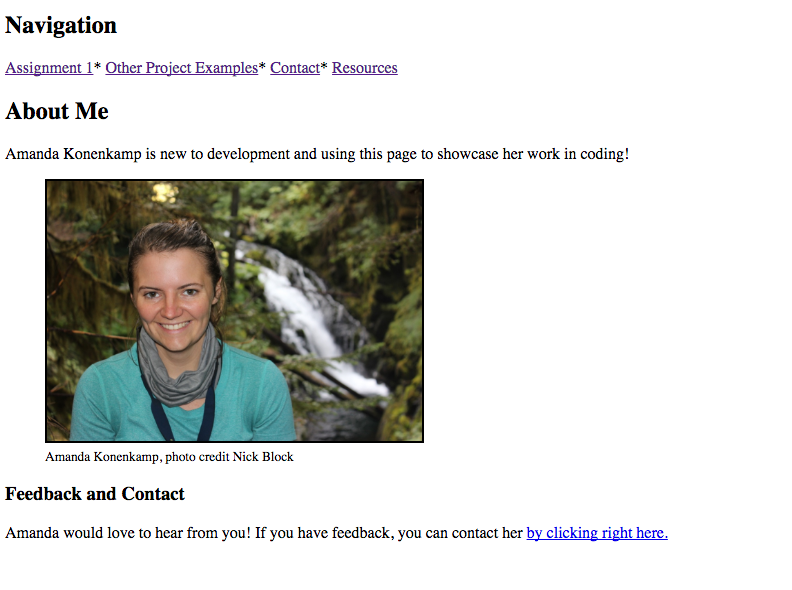 Navigation
Assignment 1* Other Project Examples* Contact* Resources
About Me
Amanda Konenkamp is new to development and using this page to showcase her work in coding!
Amanda Konenkamp, photo credit Nick Block
Feedback and Contact
Amanda would love to hear from you! If you have feedback, you can contact her by clicking right here.